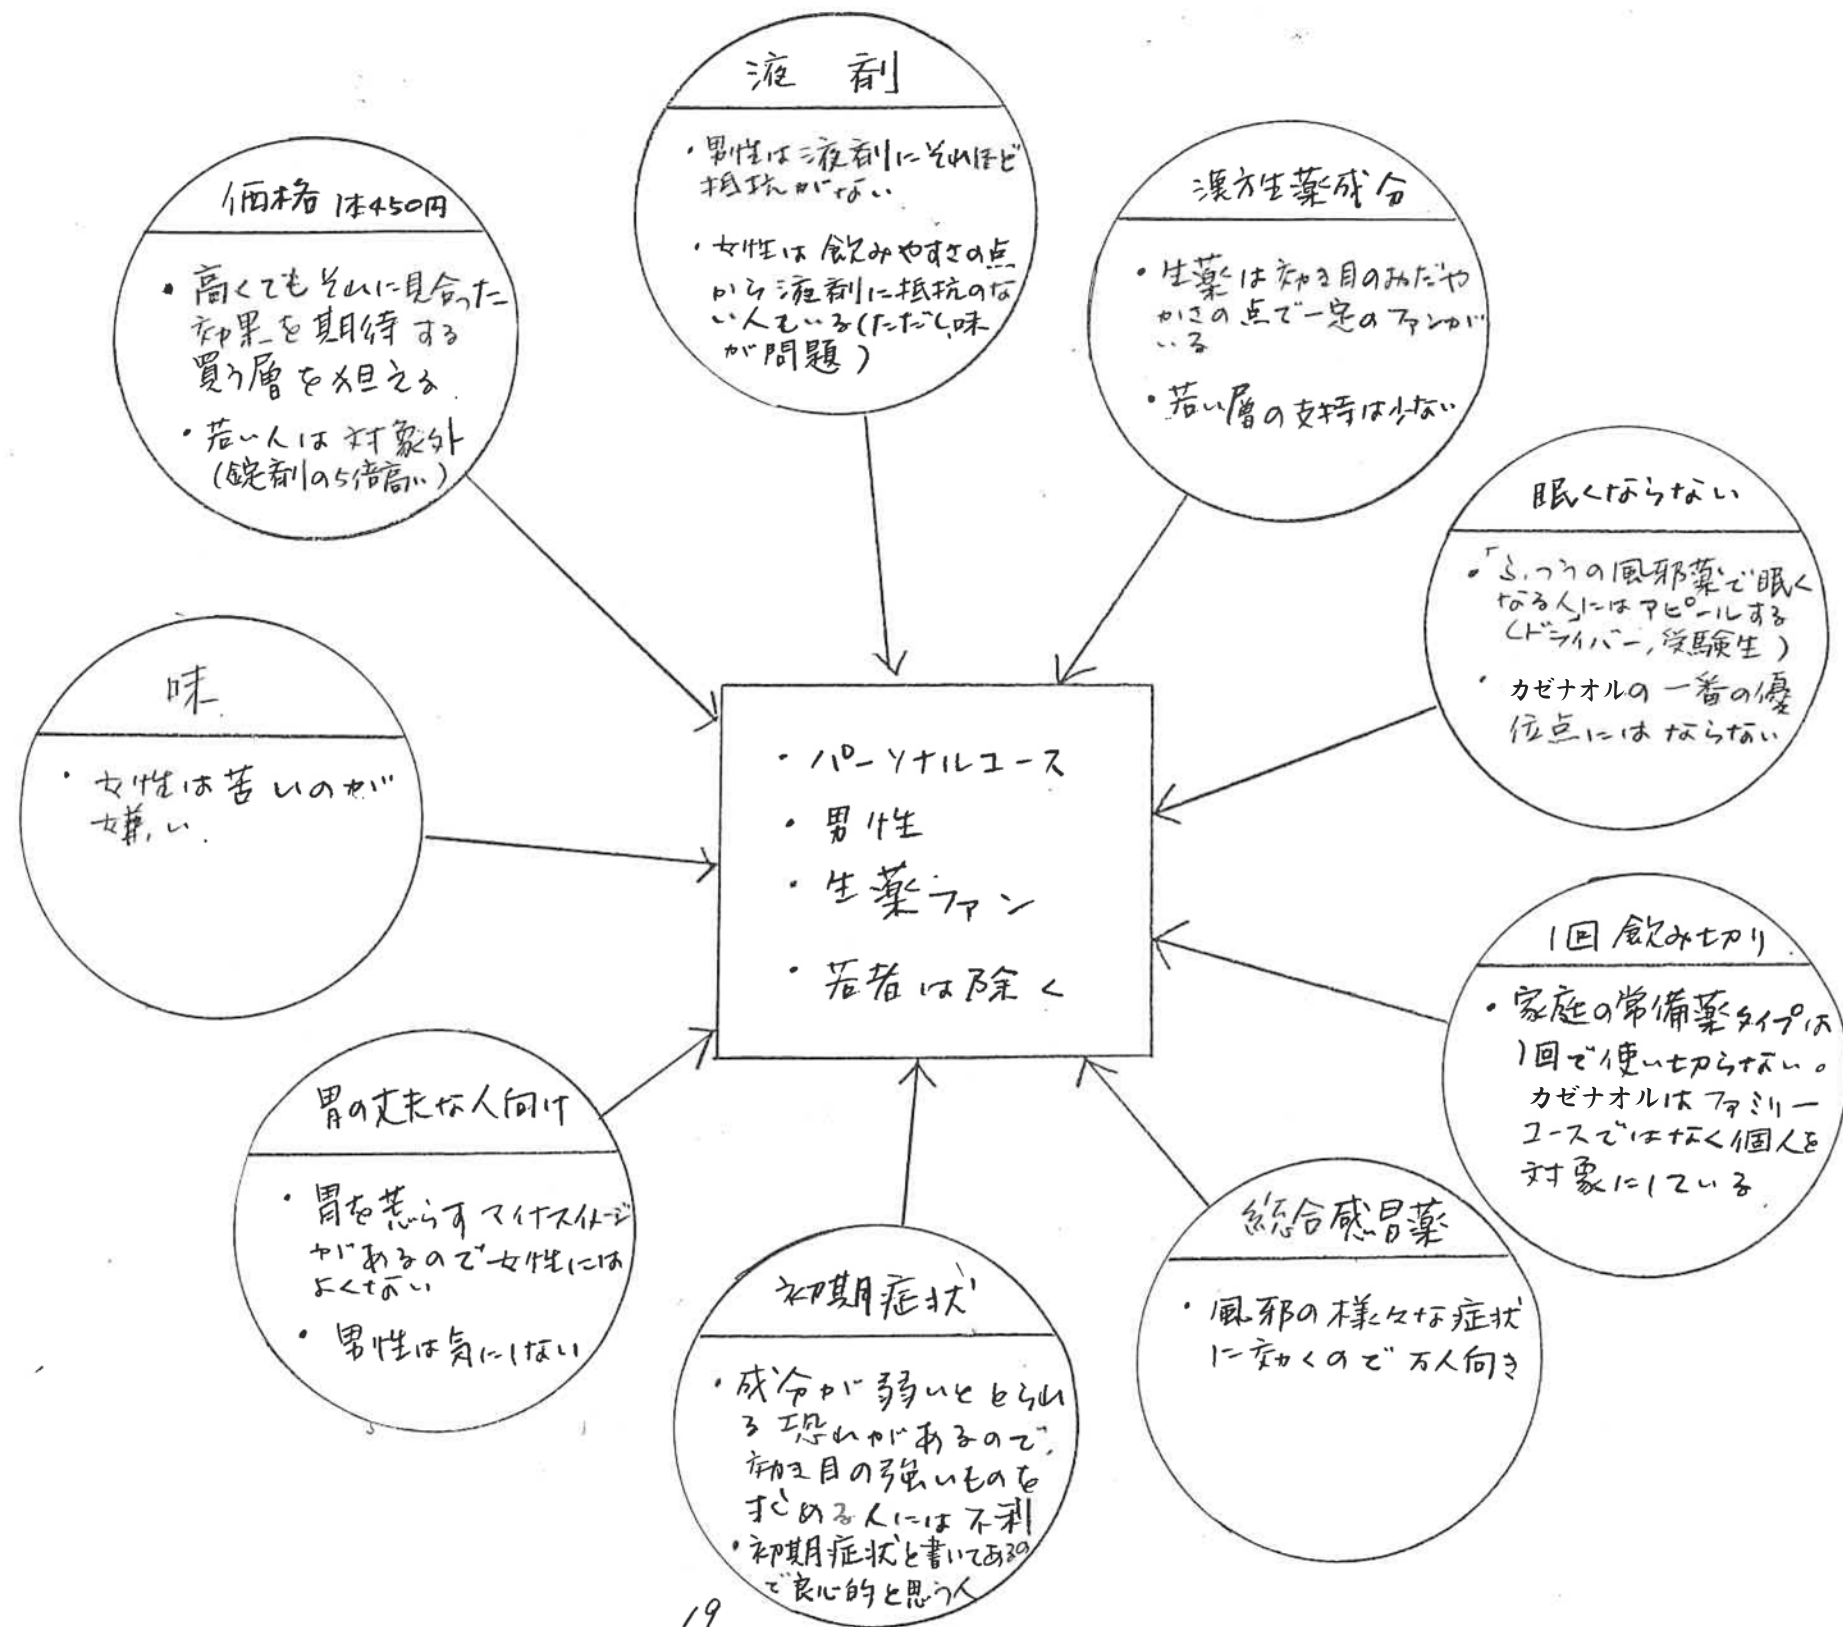 液 剤
・男性は液剤にそれほど
抵抗がない
・女性は飲みやすさの点
から液剤に抵抗のな
い人もいる(ただし、味
が問題)
価格 1本450円
・高くてもそれに見合った
効果を期待する
買う層を狙える
・若い人は対象外
(錠剤の5倍高い)
漢方生薬成分
・生薬は効き目のおだや
かさの点で一定のファンが
いる
・若い層の支持は少ない
眠くならない
・「ふつうの風邪薬で眠く
なる人」にはアピールする
(ドライバー、受験生)
・カゼナオルの一番の優
位点にはならない
味
・女性は苦いのが
嫌い.
・パーソナルユース
・男性
・生薬ファン
・若者は除く
1回飲み切り
・家庭の常備薬タイプは
1回で使い切らない。
カゼナオルはファミリー
ユースではなく個人を
対象にしている
胃の丈夫な人向け
・胃を荒らすマイナスイメージ
があるので女性には
よくない
・男性は気にしない
初期症状
・成分が弱いととられ
る恐れがあるので、
効き目の強いものを
求める人には不利
・初期症状と書いてあるの
で良心的と思う人
総合感冒薬
・風邪の様々な症状
に効くので万人向き
19